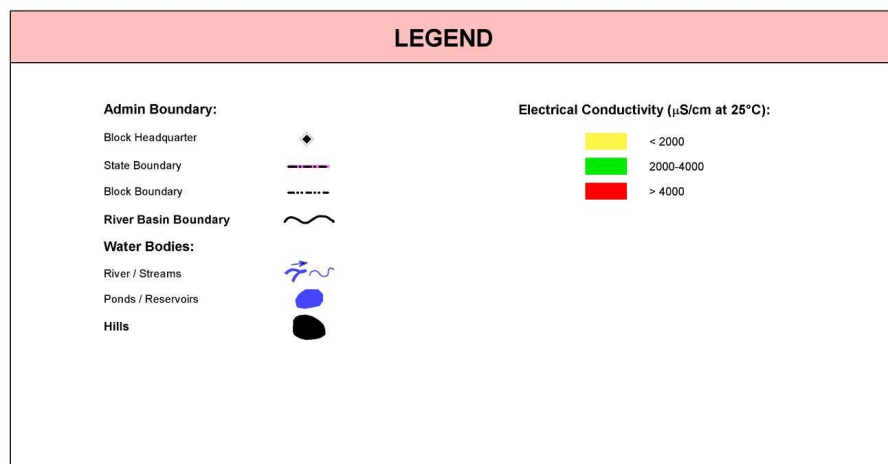 LEGEND
Admin Boundary:
Block Headquarter
State Boundary
Block Boundary
River Basin Boundary
Water Bodies:
River / Streams
Ponds / Reservoirs
Hills
Electrical Conductivity (µS/cm at 25°C):
< 2000
2000-4000
> 4000